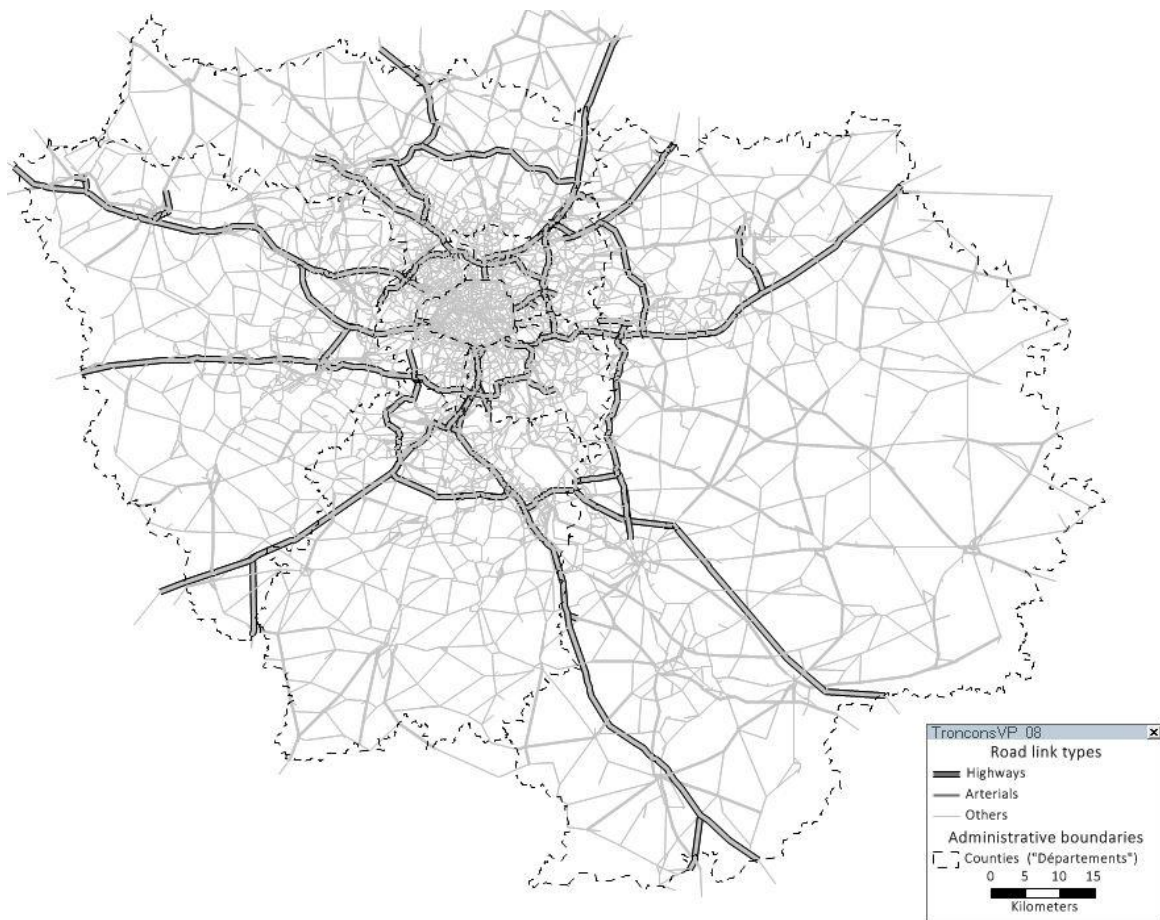 TronconsVP_08
Road link types
Highways
Arterials
Others
Administrative boundaries
Counties ("Départements")
0 5 10 15
Kilometers